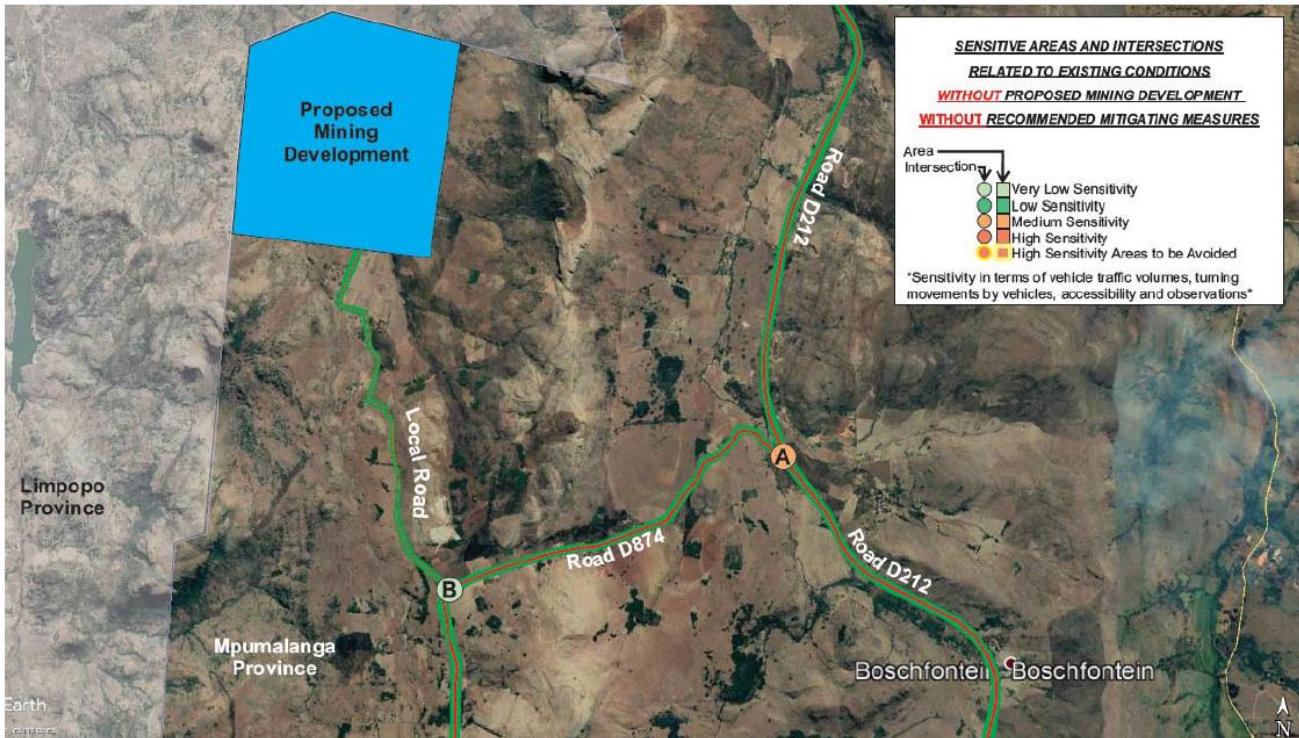 SENSITIVE AREAS AND INTERSECTIONS
RELATED TO EXISTING CONDITIONS
WITHOUT PROPOSED MINING DEVELOPMENT
WITHOUT RECOMMENDED MITIGATING MEASURES
Area
Intersection
Very Low Sensitivity
Low Sensitivity
Medium Sensitivity
High Sensitivity
High Sensitivity Areas to be Avoided
*Sensitivity in terms of vehicle traffic volumes, turning
movements by vehicles, accessibility and observations*
Proposed
Mining
Development
Road D212
A
Local Road
Limpopo
Province
Road D874
Road D212
B
Mpumalanga
Province
Boschfontein
Boschfontein
Earth
N